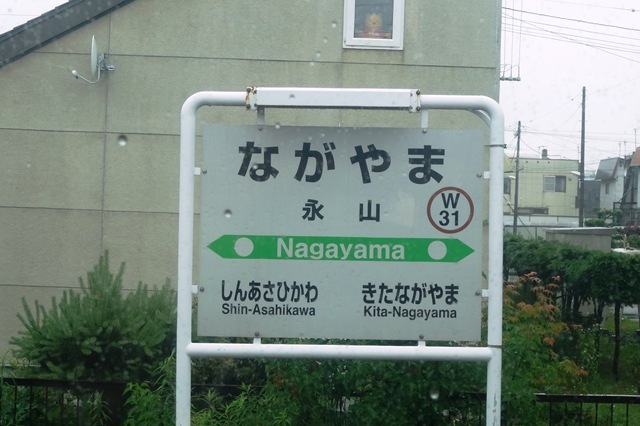 ながやま
永山
W
31
Nagayama
しんあさひかわ きたながやま
Shin-Asahikawa Kita-Nagayama